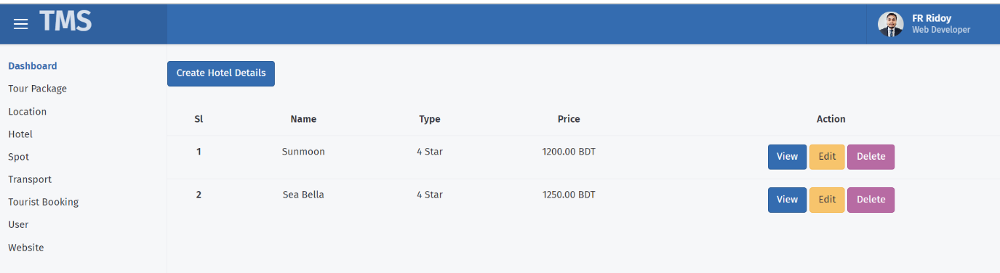 TMS
FR Ridoy
Web Developer
Dashboard
Tour Package
Location
Hotel
Spot
Transport
Tourist Booking
User
Website
Create Hotel Details
Sl Name Type Price Action
1 Sunmoon 4 Star 1200.00 BDT View Edit Delete
2 Sea Bella 4 Star 1250.00 BDT View Edit Delete